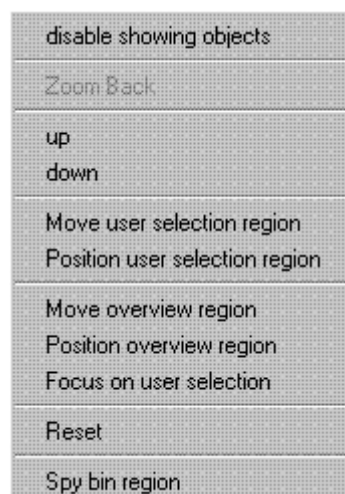 disable showing objects
Zoom Back
up
down
Move user selection region
Position user selection region
Move overview region
Position overview region
Focus on user selection
Reset
Spy bin region